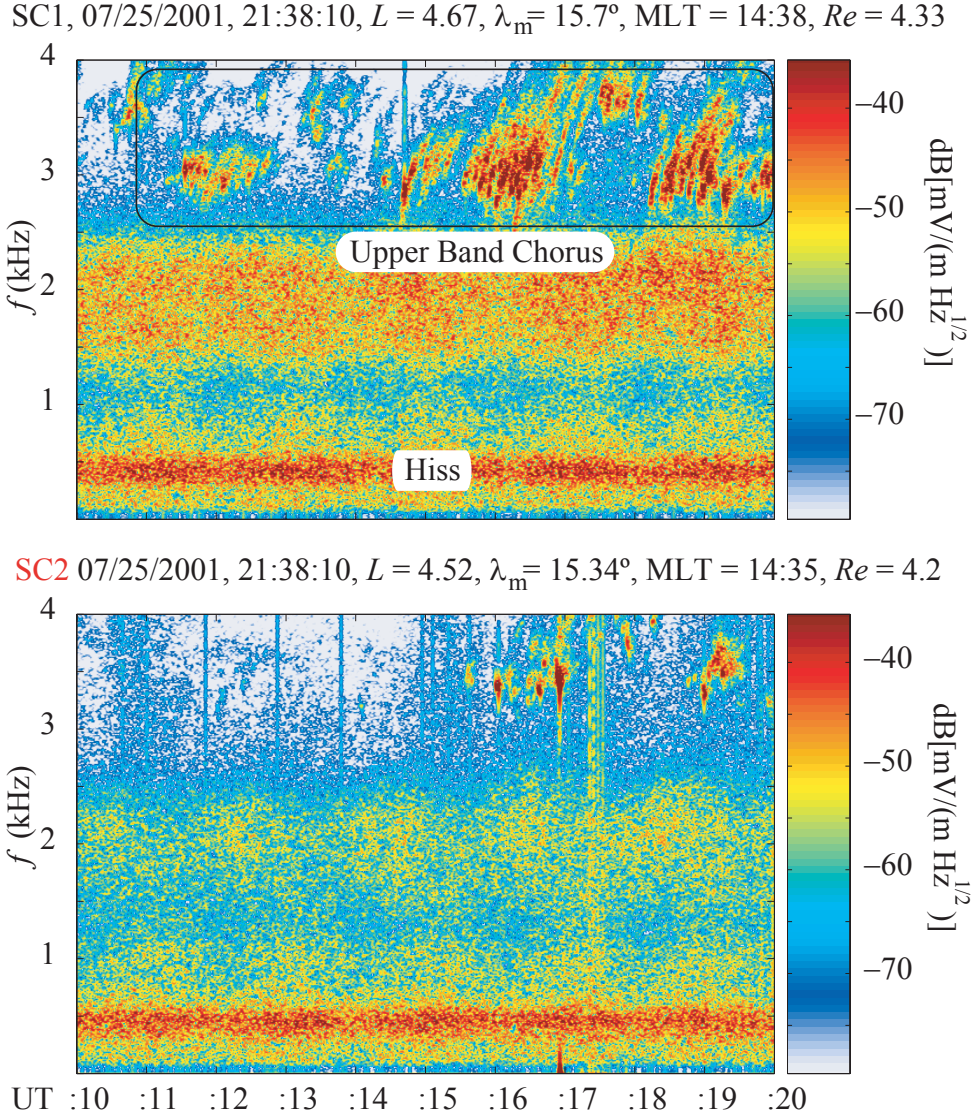 SC1, 07/25/2001, 21:38:10, L = 4.67, λm= 15.7º, MLT = 14:38, Re = 4.33
4
3
2
1
f (kHz)
Upper Band Chorus
Hiss
−40
−50
−60
−70
dB[mV/(m Hz1/2)]
SC2 07/25/2001, 21:38:10, L = 4.52, λm= 15.34º, MLT = 14:35, Re = 4.2
4
3
2
1
f (kHz)
−40
−50
−60
−70
dB[mV/(m Hz1/2)]
UT :10 :11 :12 :13 :14 :15 :16 :17 :18 :19 :20